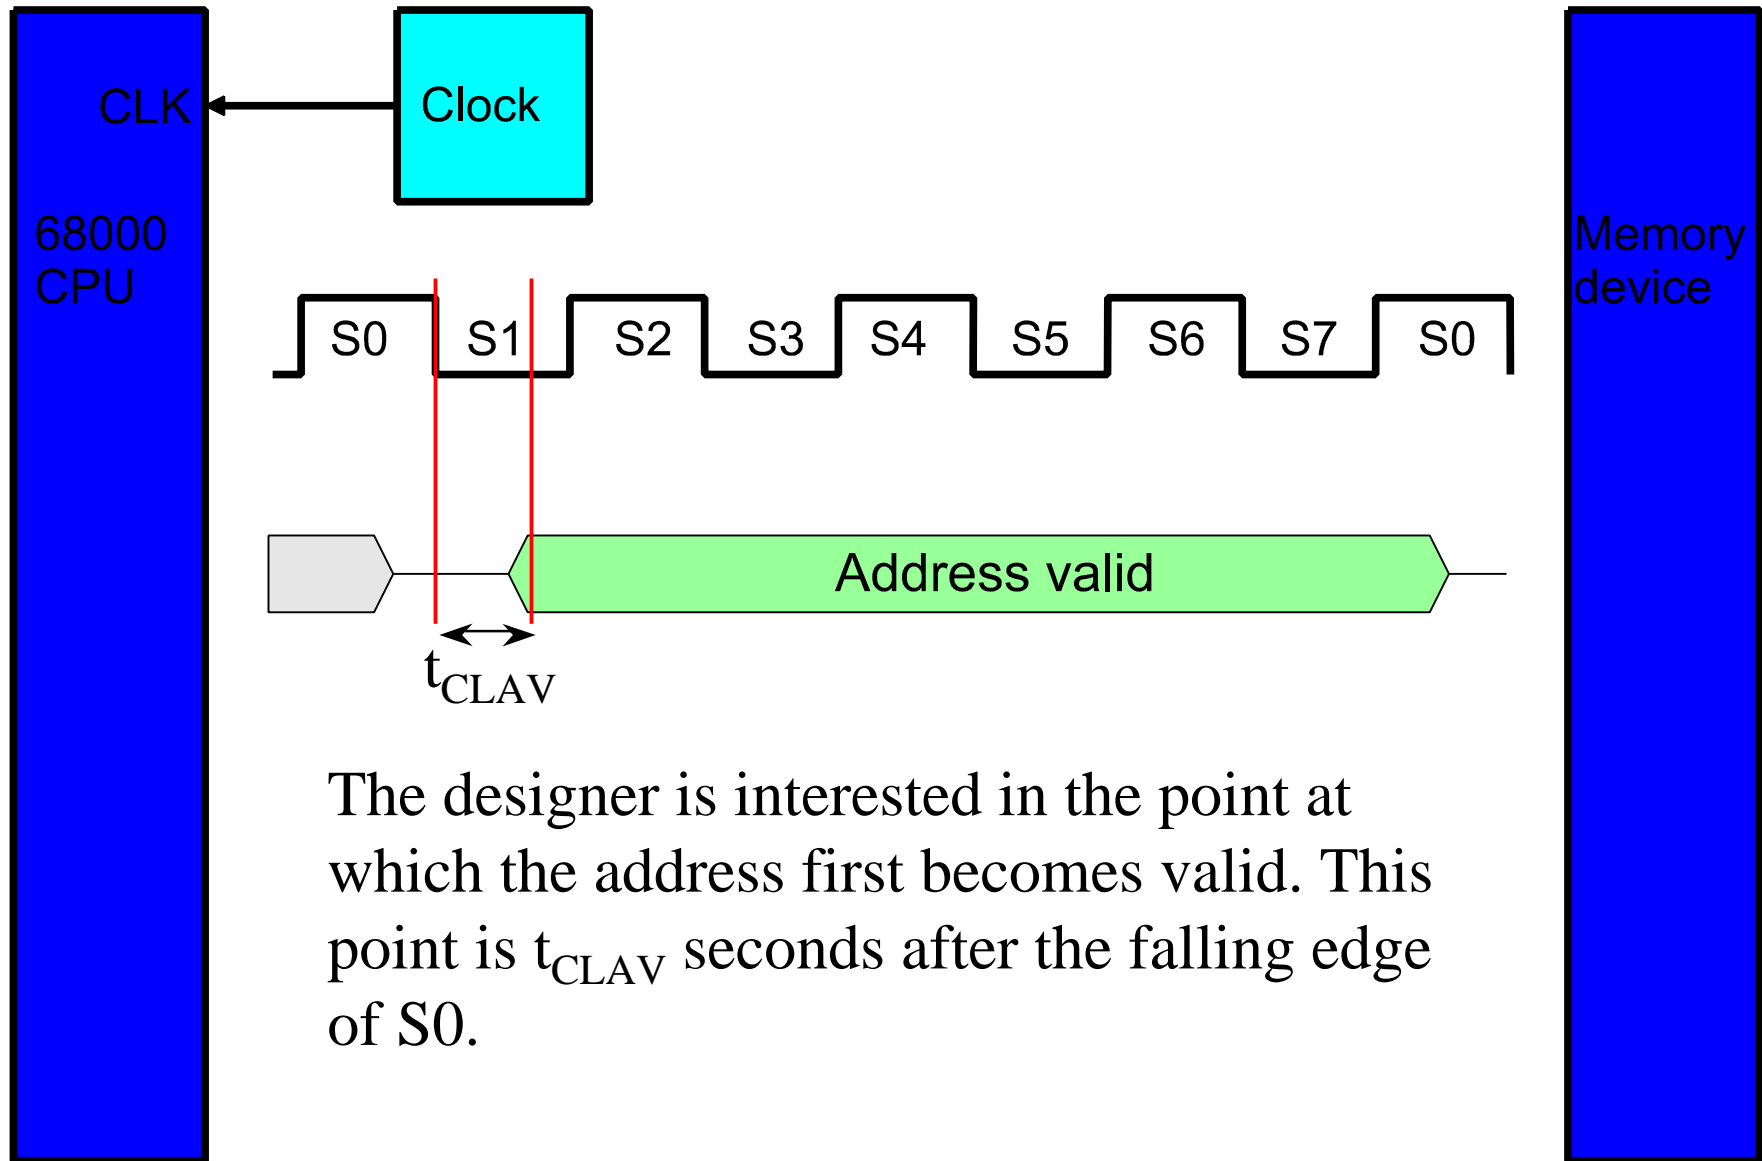 CLK
Clock
68000
CPU
Memory
device
S0 S1 S2 S3 S4 S5 S6 S7 S0
Address valid
tCLAV
The designer is interested in the point at
which the address first becomes valid. This
point is tCLAV seconds after the falling edge
of S0.